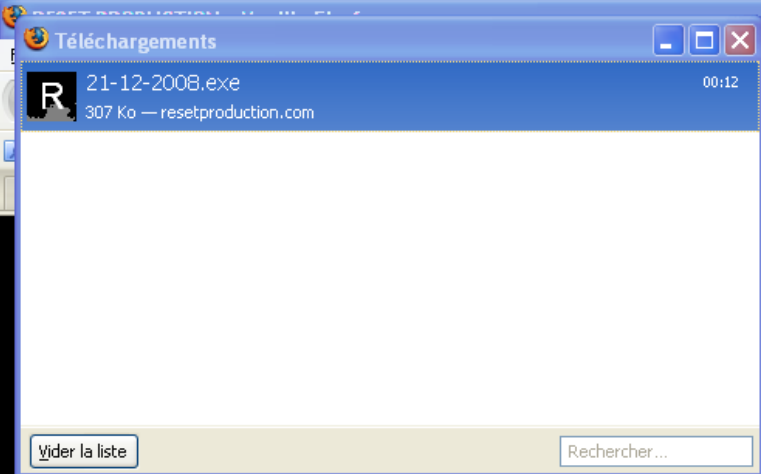 Téléchargements
21-12-2008.exe
00:12
307 Ko — resetproduction.com
Vider la liste
Rechercher...
R